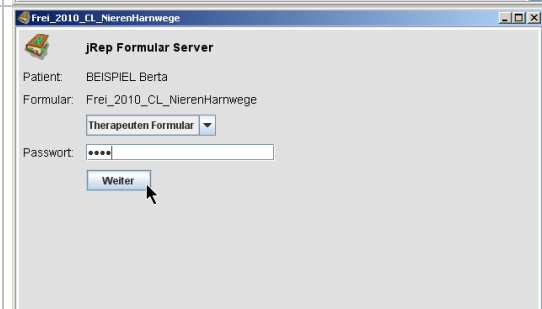 Frei_2010_CL_NierenHarnwege
jRep Formular Server
Patient: BEISPIEL Berta
Formular: Frei_2010_CL_NierenHarnwege
Therapeuten Formular
Passwort: ••••
Weiter